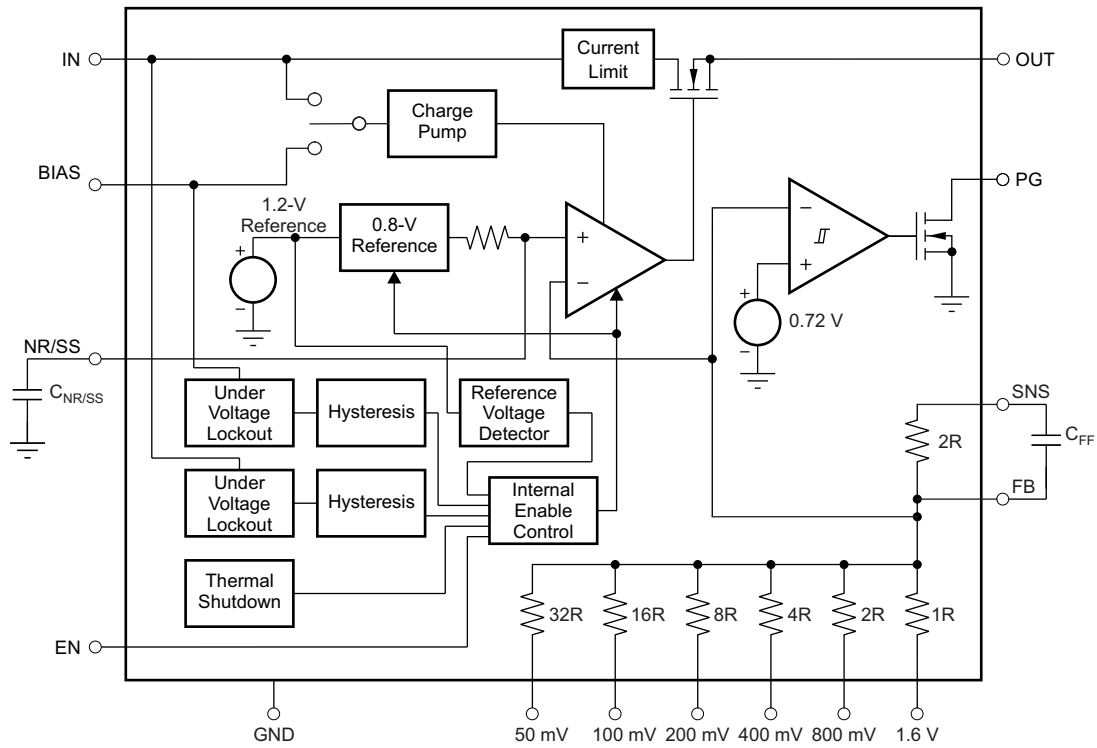 IN
Current
Limit
OUT
Charge
Pump
BIAS
PG
1.2-V
Reference
0.8-V
Reference
+
−
+
−
−
+
+
−
0.72 V
NR/SS
CNR/SS
Under
Voltage
Lockout
Hysteresis
Reference
Voltage
Detector
SNS
2R
CFF
FB
Under
Voltage
Lockout
Hysteresis
Internal
Enable
Control
Thermal
Shutdown
32R
16R
8R
4R
2R
1R
EN
GND
50 mV
100 mV
200 mV
400 mV
800 mV
1.6 V